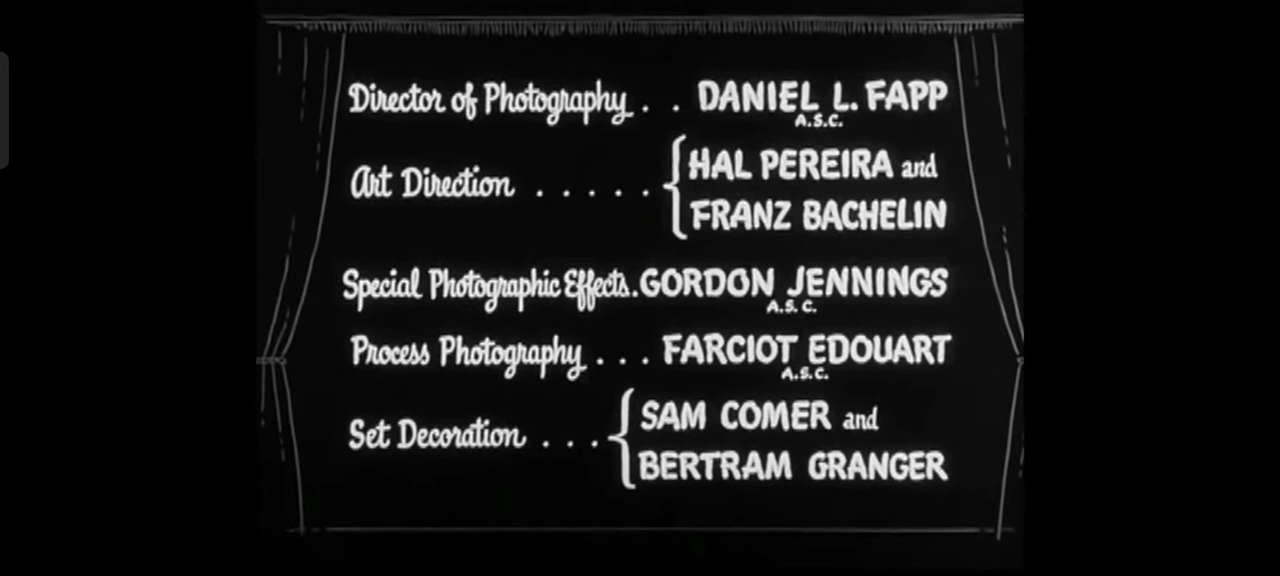 Director of Photography . . DANIEL L. FAPP
A.S.C.
Art Direction . . . . . { HAL PEREIRA and
FRANZ BACHELIN
Special Photographic Effects. GORDON JENNINGS
A.S.C.
Process Photography . . . FARCIOT EDOUART
A.S.C.
Set Decoration . . . { SAM COMER and
BERTRAM GRANGER